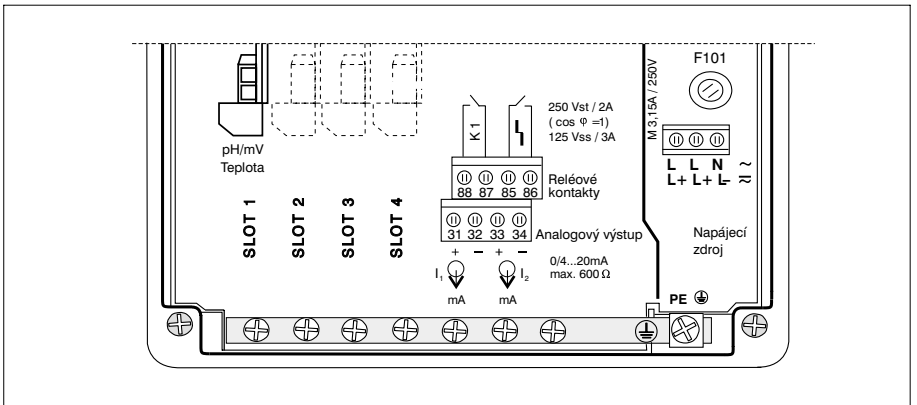 F101
M 3,15A / 250V
250 Vst / 2A
( cos φ =1)
125 Vss / 3A
K 1
pH/mV
Teplota
L L N ~
L+ L+ L- ≂
88 87 85 86
Reléové
kontakty
SLOT 1
SLOT 2
SLOT 3
SLOT 4
31 32 33 34
Analogový výstup
Napájecí
zdroj
+ − + −
0/4...20mA
max. 600 Ω
I₁
I₂
mA
mA
PE